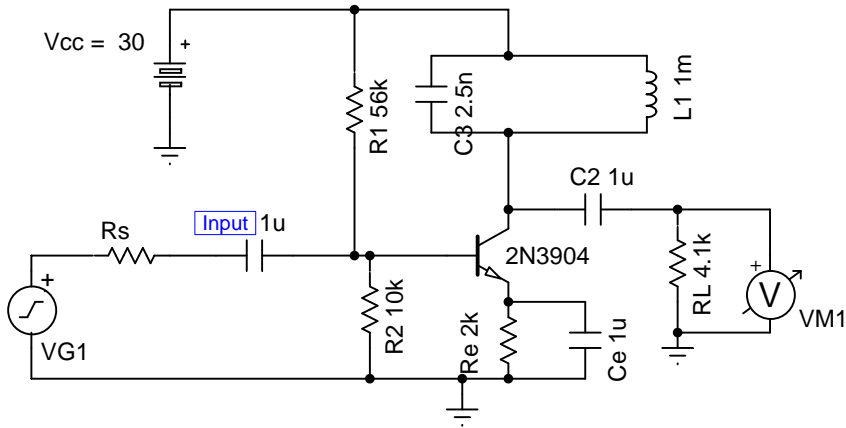 Vcc = 30
+
R1 56k
C3 2.5n
L1 1m
C2 1u
Rs
Input 1u
2N3904
+
VG1
R2 10k
Re 2k
Ce 1u
RL 4.1k
+
V
VM1